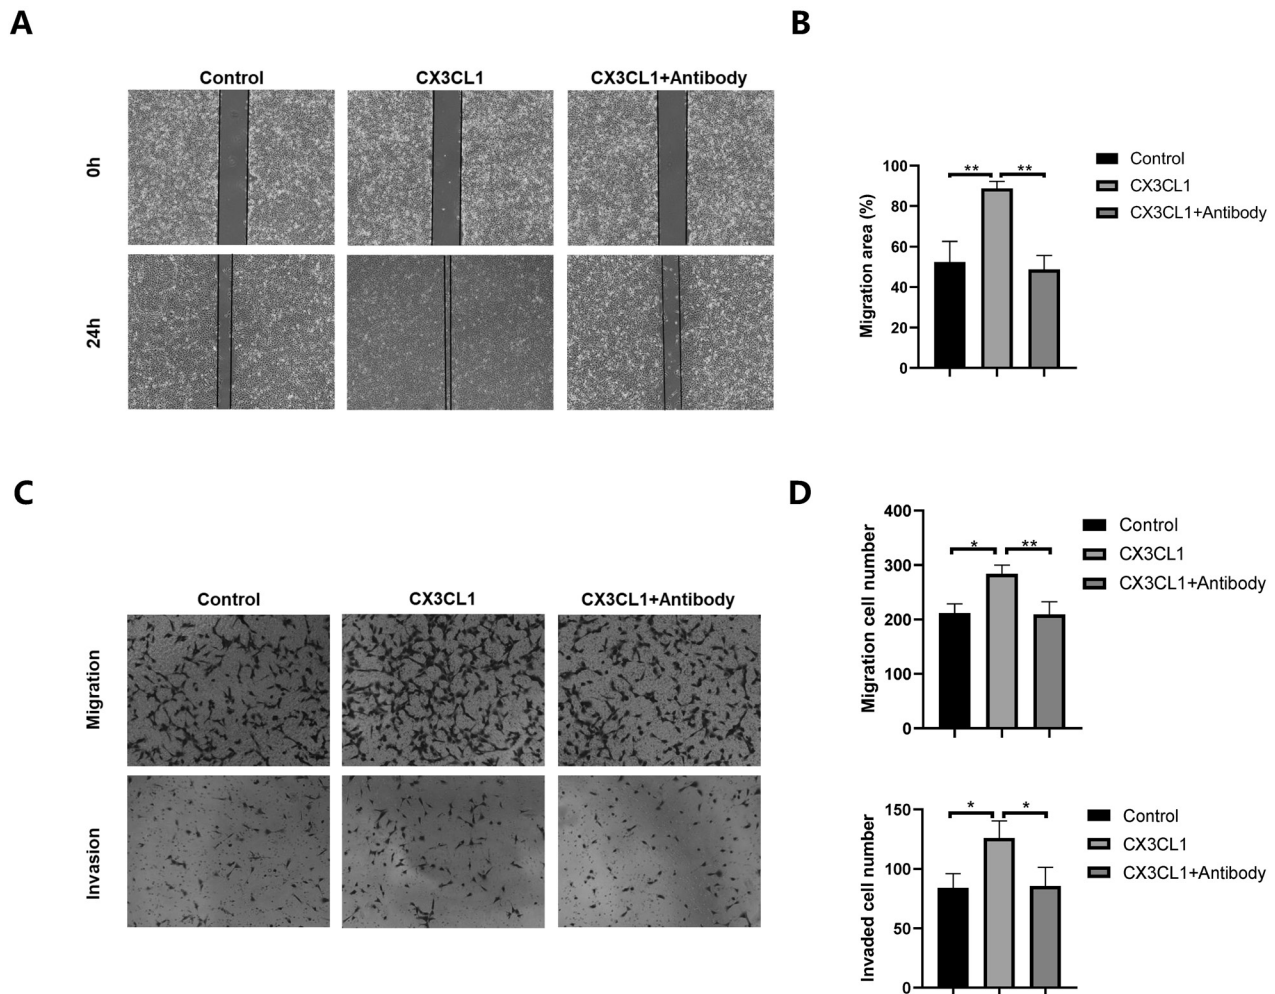 A
Control
CX3CL1
CX3CL1+Antibody
0h
24h
B
Migration area (%)
100
80
60
40
20
0
**
**
Control
CX3CL1
CX3CL1+Antibody
C
Control
CX3CL1
CX3CL1+Antibody
Migration
Invasion
D
Migration cell number
400
300
200
100
0
*
**
Control
CX3CL1
CX3CL1+Antibody
Invaded cell number
150
100
50
0
*
*
Control
CX3CL1
CX3CL1+Antibody